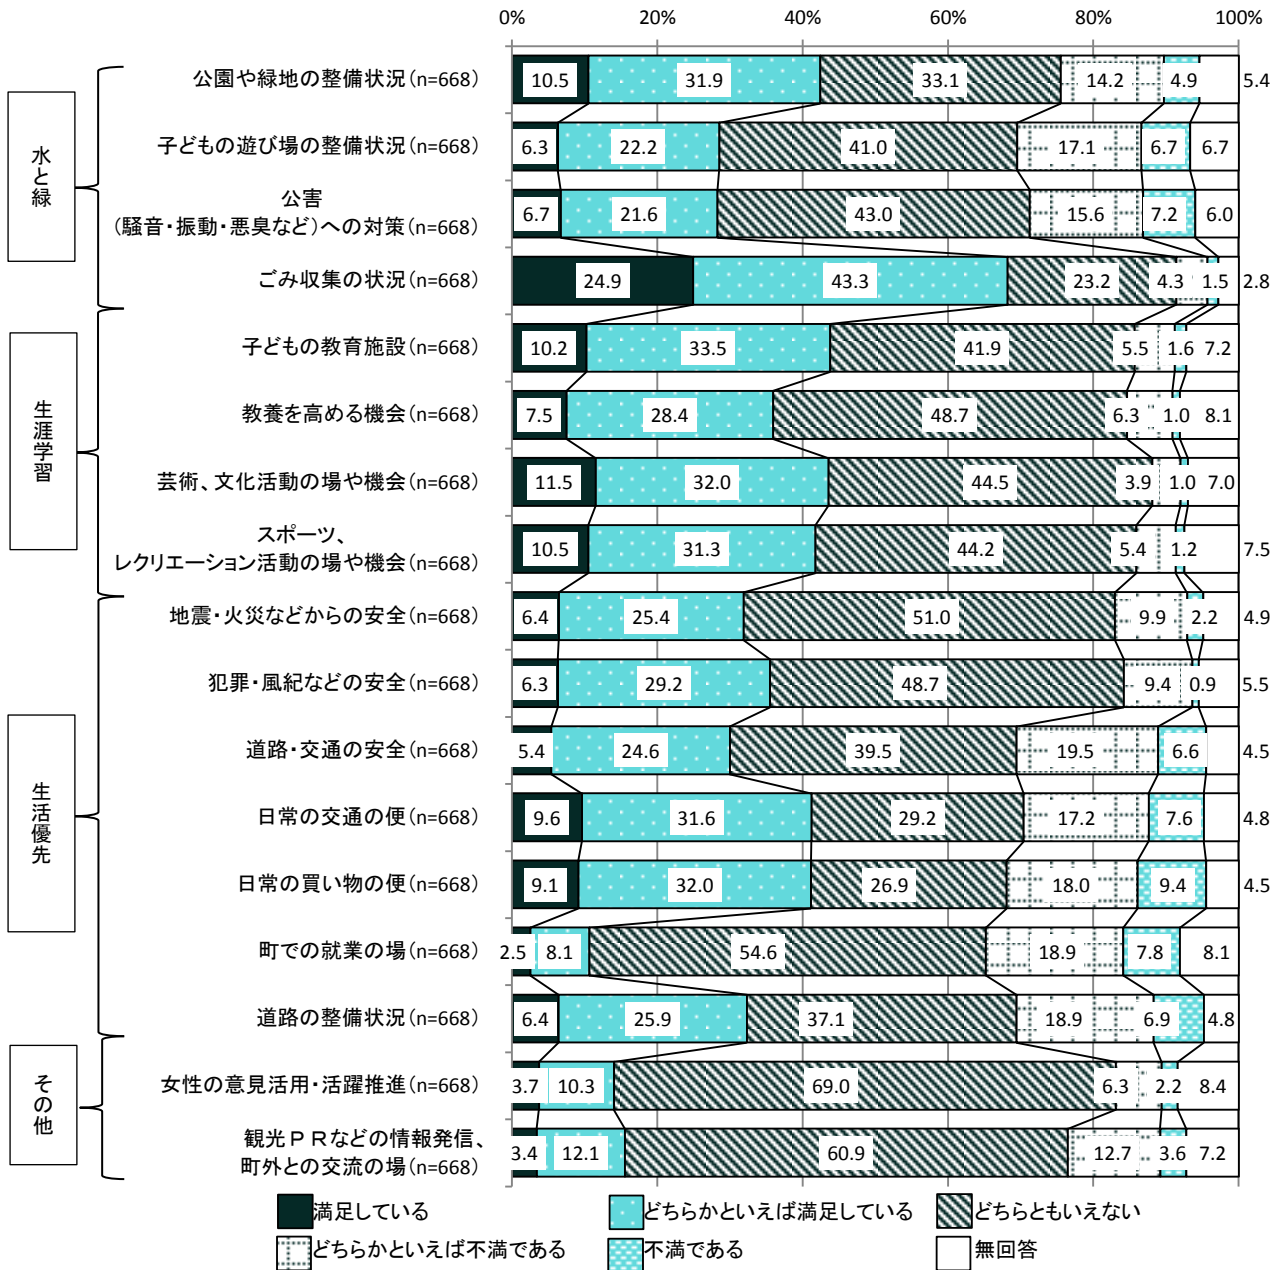 0% 20% 40% 60% 80% 100%
水と緑
公園や緑地の整備状況(n=668) 10.5 31.9 33.1 14.2 4.9 5.4
子どもの遊び場の整備状況(n=668) 6.3 22.2 41.0 17.1 6.7 6.7
公害
(騒音・振動・悪臭など)への対策(n=668) 6.7 21.6 43.0 15.6 7.2 6.0
ごみ収集の状況(n=668) 24.9 43.3 23.2 4.3 1.5 2.8
生涯学習
子どもの教育施設(n=668) 10.2 33.5 41.9 5.5 1.6 7.2
教養を高める機会(n=668) 7.5 28.4 48.7 6.3 1.0 8.1
芸術、文化活動の場や機会(n=668) 11.5 32.0 44.5 3.9 1.0 7.0
スポーツ、
レクリエーション活動の場や機会(n=668) 10.5 31.3 44.2 5.4 1.2 7.5
生活優先
地震・火災などからの安全(n=668) 6.4 25.4 51.0 9.9 2.2 4.9
犯罪・風紀などの安全(n=668) 6.3 29.2 48.7 9.4 0.9 5.5
道路・交通の安全(n=668) 5.4 24.6 39.5 19.5 6.6 4.5
日常の交通の便(n=668) 9.6 31.6 29.2 17.2 7.6 4.8
日常の買い物の便(n=668) 9.1 32.0 26.9 18.0 9.4 4.5
町での就業の場(n=668) 2.5 8.1 54.6 18.9 7.8 8.1
道路の整備状況(n=668) 6.4 25.9 37.1 18.9 6.9 4.8
その他
女性の意見活用・活躍推進(n=668) 3.7 10.3 69.0 6.3 2.2 8.4
観光ＰＲなどの情報発信、
町外との交流の場(n=668) 3.4 12.1 60.9 12.7 3.6 7.2
満足している どちらかといえば満足している どちらともいえない
どちらかといえば不満である 不満である 無回答